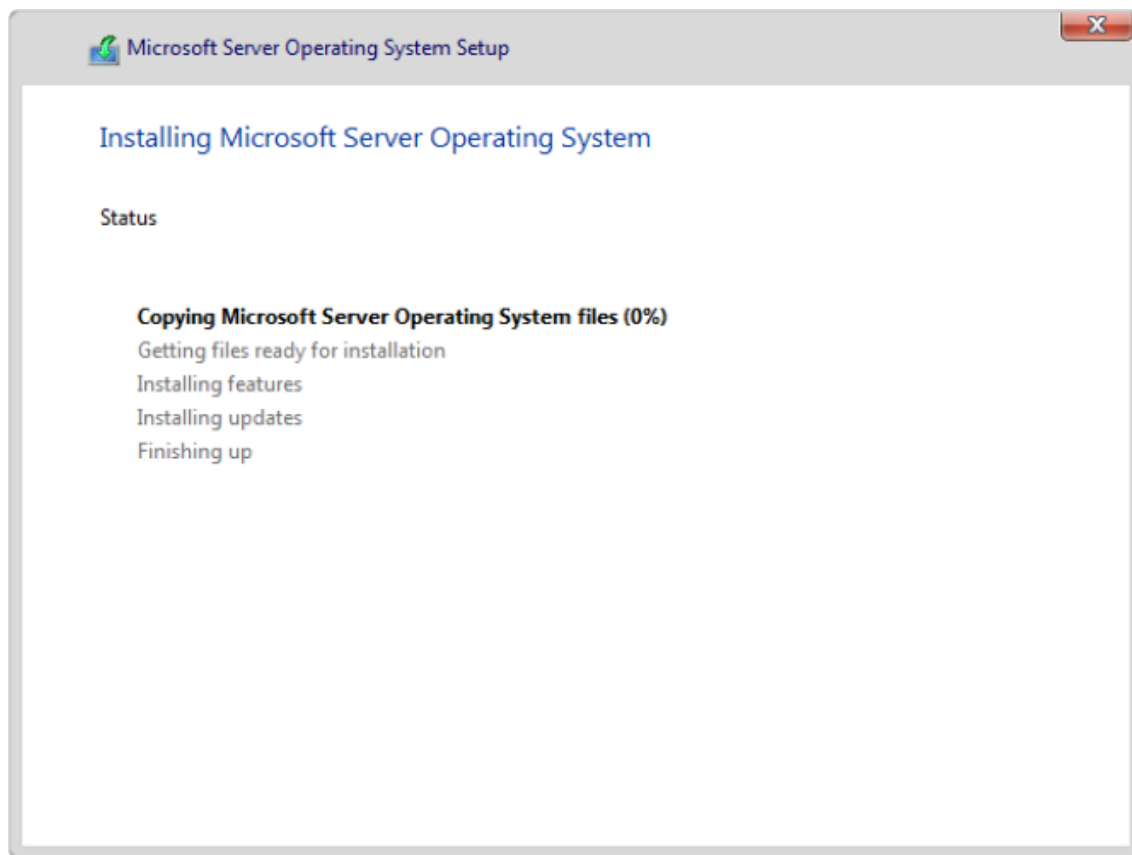 Microsoft Server Operating System Setup
Installing Microsoft Server Operating System
Status
Copying Microsoft Server Operating System files (0%)
Getting files ready for installation
Installing features
Installing updates
Finishing up